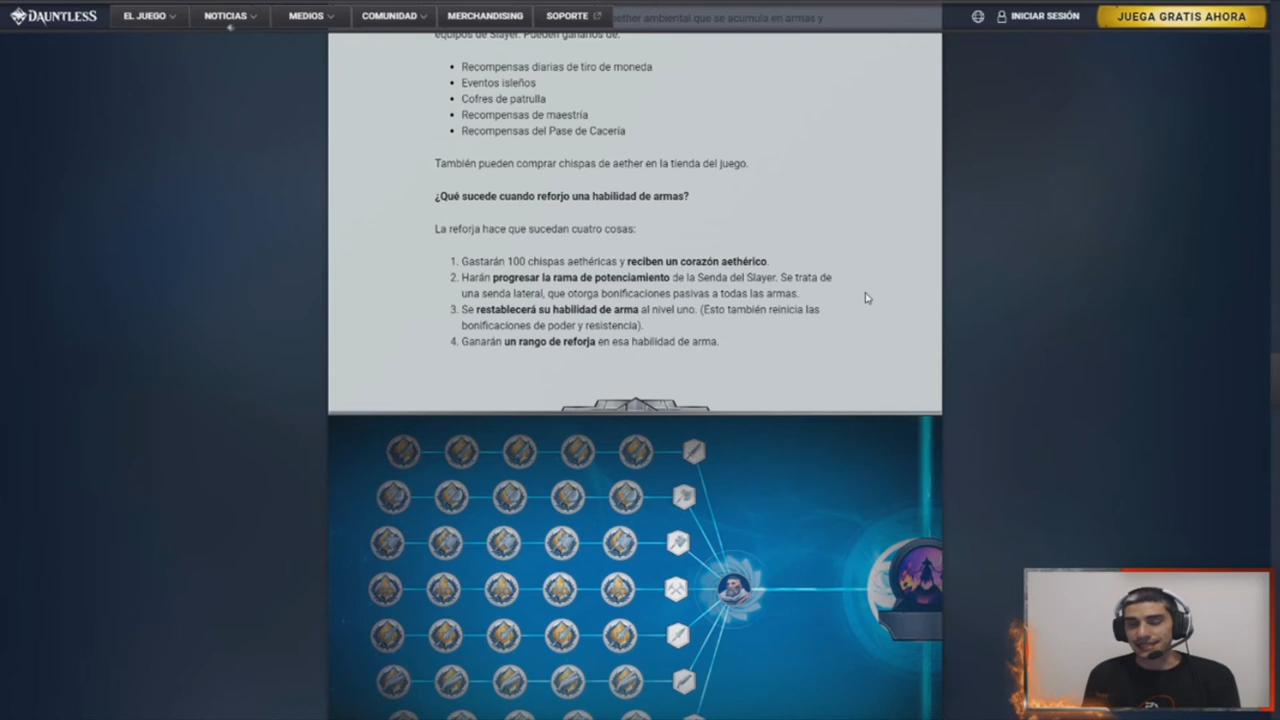 DAUNTLESS
EL JUEGO
NOTICIAS
MEDIOS
COMUNIDAD
MERCHANDISING
SOPORTE
INICIAR SESIÓN
JUEGA GRATIS AHORA
aether ambiental que se acumula en armas y
equipos de Slayer. Pueden ganarlos de:
• Recompensas diarias de tiro de moneda
• Eventos isleños
• Cofres de patrulla
• Recompensas de maestría
• Recompensas del Pase de Cacería
También pueden comprar chispas de aether en la tienda del juego.
¿Qué sucede cuando reforjo una habilidad de armas?
La reforja hace que sucedan cuatro cosas:
1. Gastarán 100 chispas aethéricas y reciben un corazón aethérico.
2. Harán progresar la rama de potenciamiento de la Senda del Slayer. Se trata de
una senda lateral, que otorga bonificaciones pasivas a todas las armas.
3. Se restablecerá su habilidad de arma al nivel uno. (Esto también reinicia las
bonificaciones de poder y resistencia).
4. Ganarán un rango de reforja en esa habilidad de arma.